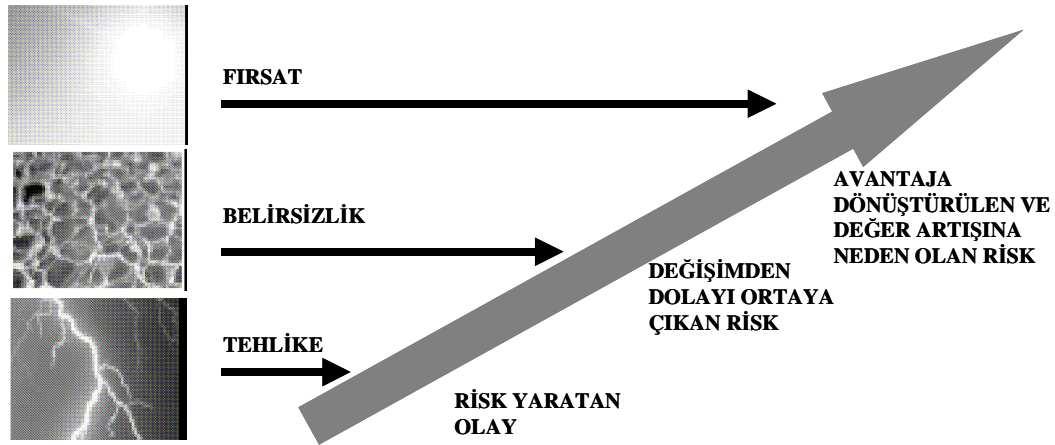 FIRSAT
BELİRSİZLİK
TEHLİKE
AVANTAJA
DÖNÜŞTÜRÜLEN VE
DEĞER ARTIŞINA
NEDEN OLAN RİSK
DEĞİŞİMDEN
DOLAYI ORTAYA
ÇIKAN RİSK
RİSK YARATAN
OLAY